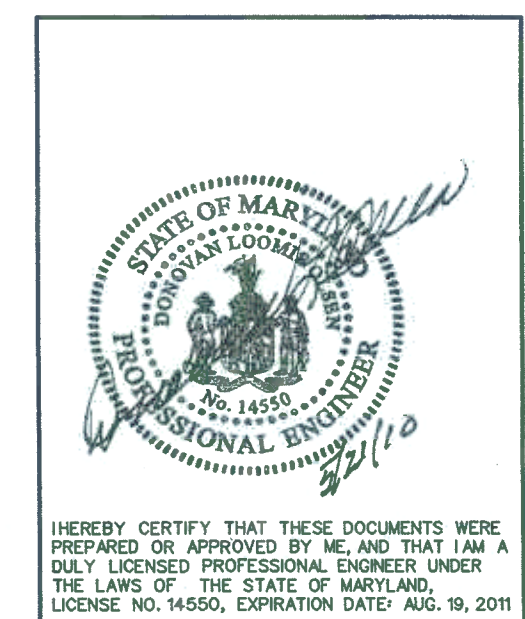 STATE OF MARYLAND
DONOVAN LOOMIS OLSEN
No. 14550
PROFESSIONAL ENGINEER
5/21/10
I HEREBY CERTIFY THAT THESE DOCUMENTS WERE
PREPARED OR APPROVED BY ME, AND THAT I AM A
DULY LICENSED PROFESSIONAL ENGINEER UNDER
THE LAWS OF THE STATE OF MARYLAND,
LICENSE NO. 14550, EXPIRATION DATE: AUG. 19, 2011